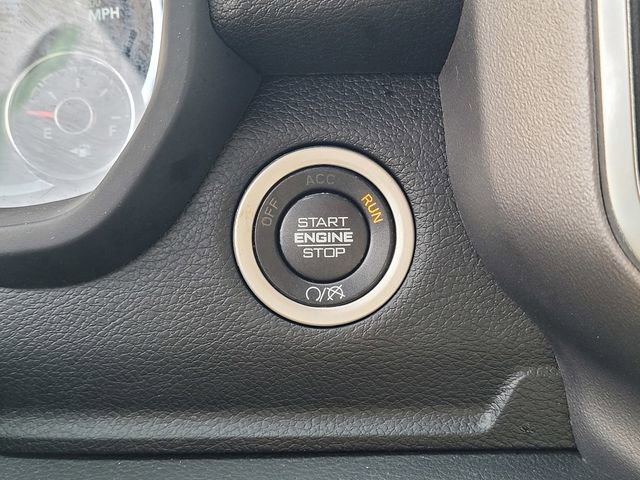 MPH
E F
OFF ACC RUN
START
ENGINE
STOP